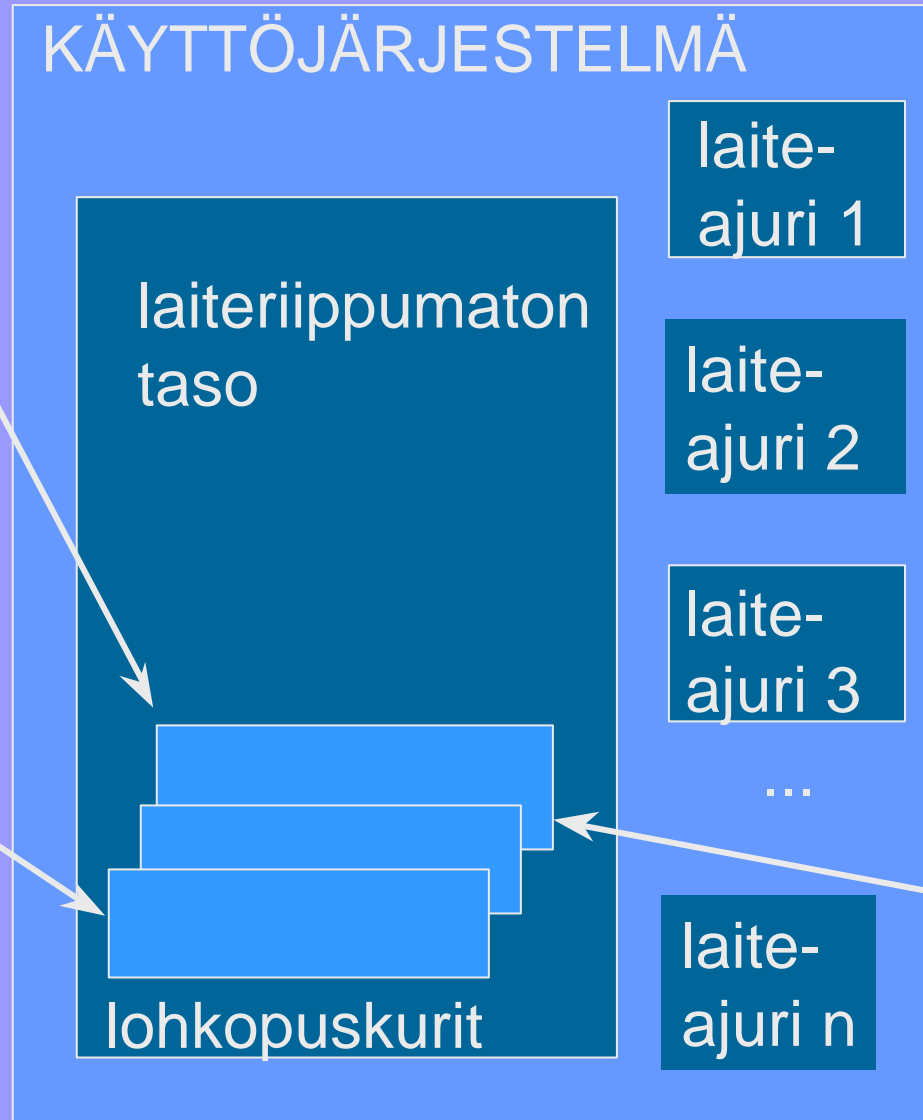 KÄYTTÖJÄRJESTELMÄ
laite-
ajuri 1
laiteriippumaton
taso
laite-
ajuri 2
laite-
ajuri 3
...
laite-
ajuri n
lohkopuskurit